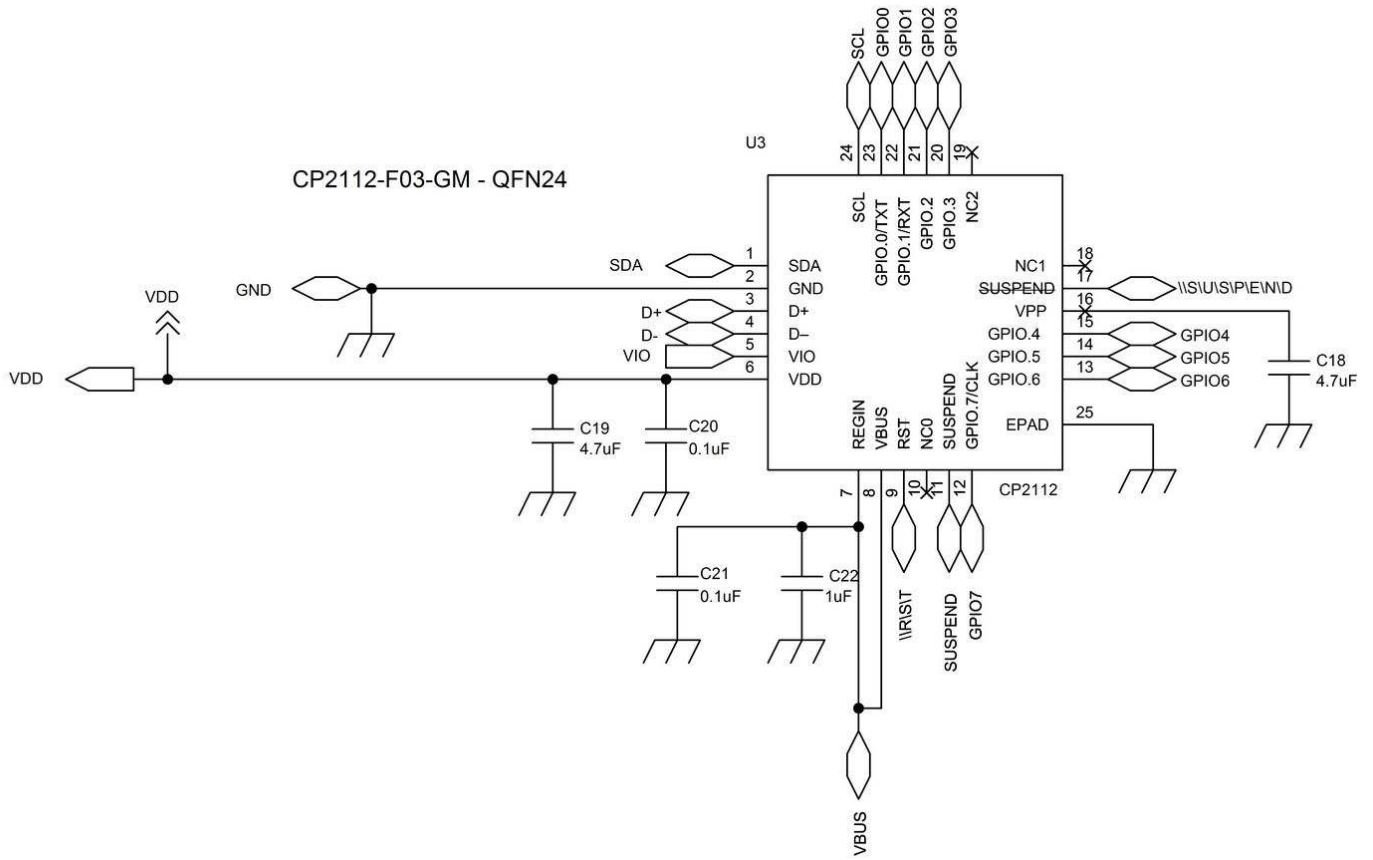 SCL
GPIO0
GPIO1
GPIO2
GPIO3
U3
24
23
22
21
20
19
CP2112-F03-GM - QFN24
SCL
GPIO.0/TXT
GPIO.1/RXT
GPIO.2
GPIO.3
NC2
SDA
1
SDA
NC1
18
GND
2
GND
SUSPEND
17
\\S\U\S\P\E\N\D
VDD
D+
3
D+
VPP
16
D-
4
D–
GPIO.4
15
GPIO4
VIO
5
VIO
GPIO.5
14
GPIO5
C18
4.7uF
VDD
6
VDD
GPIO.6
13
GPIO6
REGIN
VBUS
RST
NC0
SUSPEND
GPIO.7/CLK
EPAD
25
C19
4.7uF
C20
0.1uF
7
8
9
10
11
12
CP2112
C21
0.1uF
C22
1uF
\\R\S\T
SUSPEND
GPIO7
VBUS